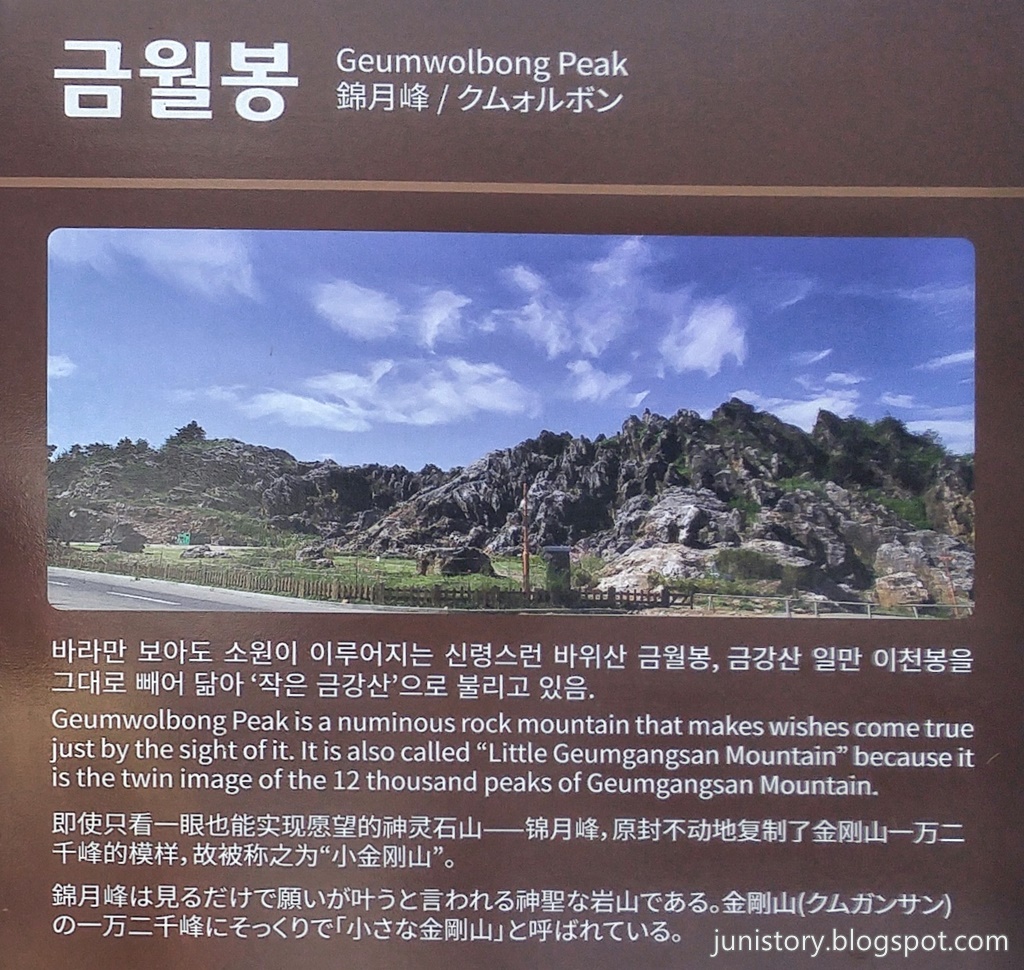 금월봉
Geumwolbong Peak
錦月峰 / クムォルボン
바라만 보아도 소원이 이루어지는 신령스런 바위산 금월봉, 금강산 일만 이천봉을
그대로 빼어 닮아 ‘작은 금강산’으로 불리고 있음.
Geumwolbong Peak is a numinous rock mountain that makes wishes come true
just by the sight of it. It is also called “Little Geumgangsan Mountain” because it
is the twin image of the 12 thousand peaks of Geumgangsan Mountain.
即使只看一眼也能实现愿望的神灵石山——锦月峰，原封不动地复制了金刚山一万二
千峰的模样，故被称之为“小金刚山”。
錦月峰は見るだけで願いが叶うと言われる神聖な岩山である。金剛山(クムガンサン)
の一万二千峰にそっくりで「小さな金剛山」と呼ばれている。
junistory.blogspot.com